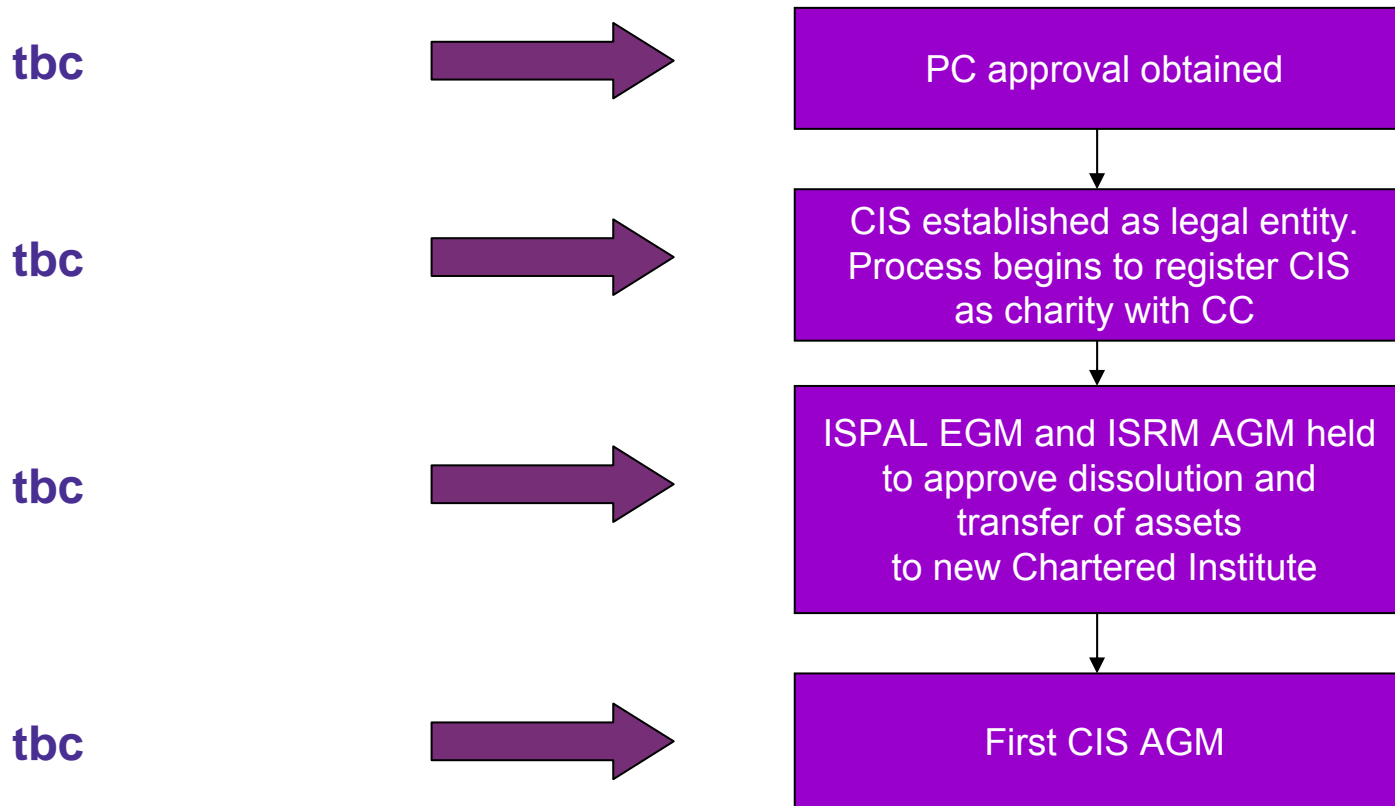 tbc
PC approval obtained
tbc
CIS established as legal entity.
Process begins to register CIS
as charity with CC
tbc
ISPAL EGM and ISRM AGM held
to approve dissolution and
transfer of assets
to new Chartered Institute
tbc
First CIS AGM